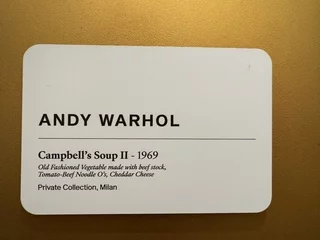 ANDY WARHOL
Campbell's Soup II - 1969
Old Fashioned Vegetable made with beef stock,
Tomato-Beef Noodle O's, Cheddar Cheese
Private Collection, Milan